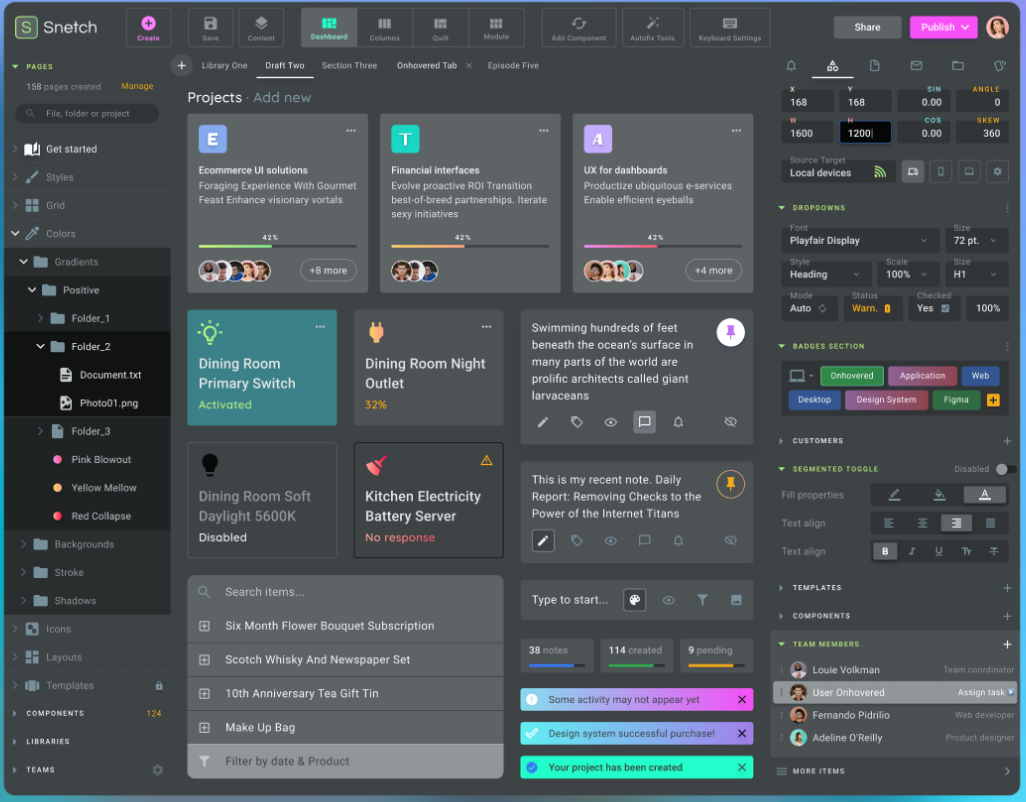 S Snetch
Create
Save
Content
Dashboard
Columns
Quilt
Module
Add Component
Autofix Tools
Keyboard Settings
Share
Publish
PAGES
158 pages created Manage
File, folder or project
Get started
Styles
Grid
Colors
Gradients
Positive
Folder_1
Folder_2
Document.txt
Photo01.png
Folder_3
Pink Blowout
Yellow Mellow
Red Collapse
Backgrounds
Stroke
Shadows
Icons
Layouts
Templates
COMPONENTS 124
LIBRARIES
TEAMS
Library One
Draft Two
Section Three
Onhovered Tab
Episode Five
Projects · Add new
E
Ecommerce UI solutions
Foraging Experience With Gourmet
Feast Enhance visionary vortals
42%
+8 more
T
Financial interfaces
Evolve proactive ROI Transition
best-of-breed partnerships. Iterate
sexy initiatives
42%
A
UX for dashboards
Productize ubiquitous e-services
Enable efficient eyeballs
42%
+4 more
Dining Room
Primary Switch
Activated
Dining Room Night
Outlet
32%
Dining Room Soft
Daylight 5600K
Disabled
Kitchen Electricity
Battery Server
No response
Swimming hundreds of feet
beneath the ocean's surface in
many parts of the world are
prolific architects called giant
larvaceans
This is my recent note. Daily
Report: Removing Checks to the
Power of the Internet Titans
Search items...
Six Month Flower Bouquet Subscription
Scotch Whisky And Newspaper Set
10th Anniversary Tea Gift Tin
Make Up Bag
Filter by date & Product
Type to start...
38 notes
114 created
9 pending
Some activity may not appear yet
Design system successful purchase!
Your project has been created
X Y SIN ANGLE
168 168 0.00 0
W H COS SKEW
1600 1200 0.00 360
Source Target
Local devices
DROPDOWNS
Font Size
Playfair Display 72 pt.
Style Scale Size
Heading 100% H1
Mode Status Checked
Auto Warn. Yes 100%
BADGES SECTION
Onhovered Application Web
Desktop Design System Figma
CUSTOMERS
SEGMENTED TOGGLE Disabled
Fill properties A
Text align
Text align B I U Tr T
TEMPLATES
COMPONENTS
TEAM MEMBERS
Louie Volkman Team coordinator
User Onhovered Assign task
Fernando Pidrilio Web developer
Adeline O'Reilly Product designer
MORE ITEMS